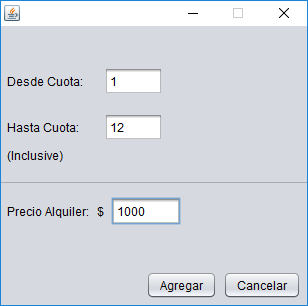 Desde Cuota: 1
Hasta Cuota: 12
(Inclusive)
Precio Alquiler: $ 1000
Agregar Cancelar